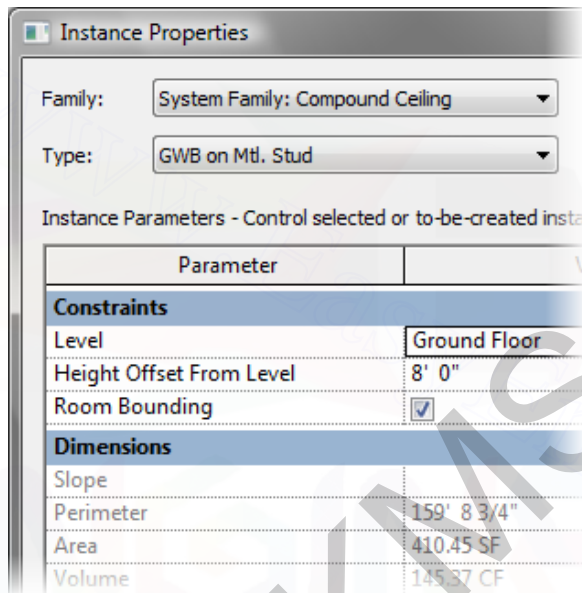 Instance Properties
Family: System Family: Compound Ceiling
Type: GWB on Mtl. Stud
Instance Parameters - Control selected or to-be-created insta
Parameter
Constraints
Level Ground Floor
Height Offset From Level 8' 0"
Room Bounding
Dimensions
Slope
Perimeter 159' 8 3/4"
Area 410.45 SF
Volume 145.37 CF